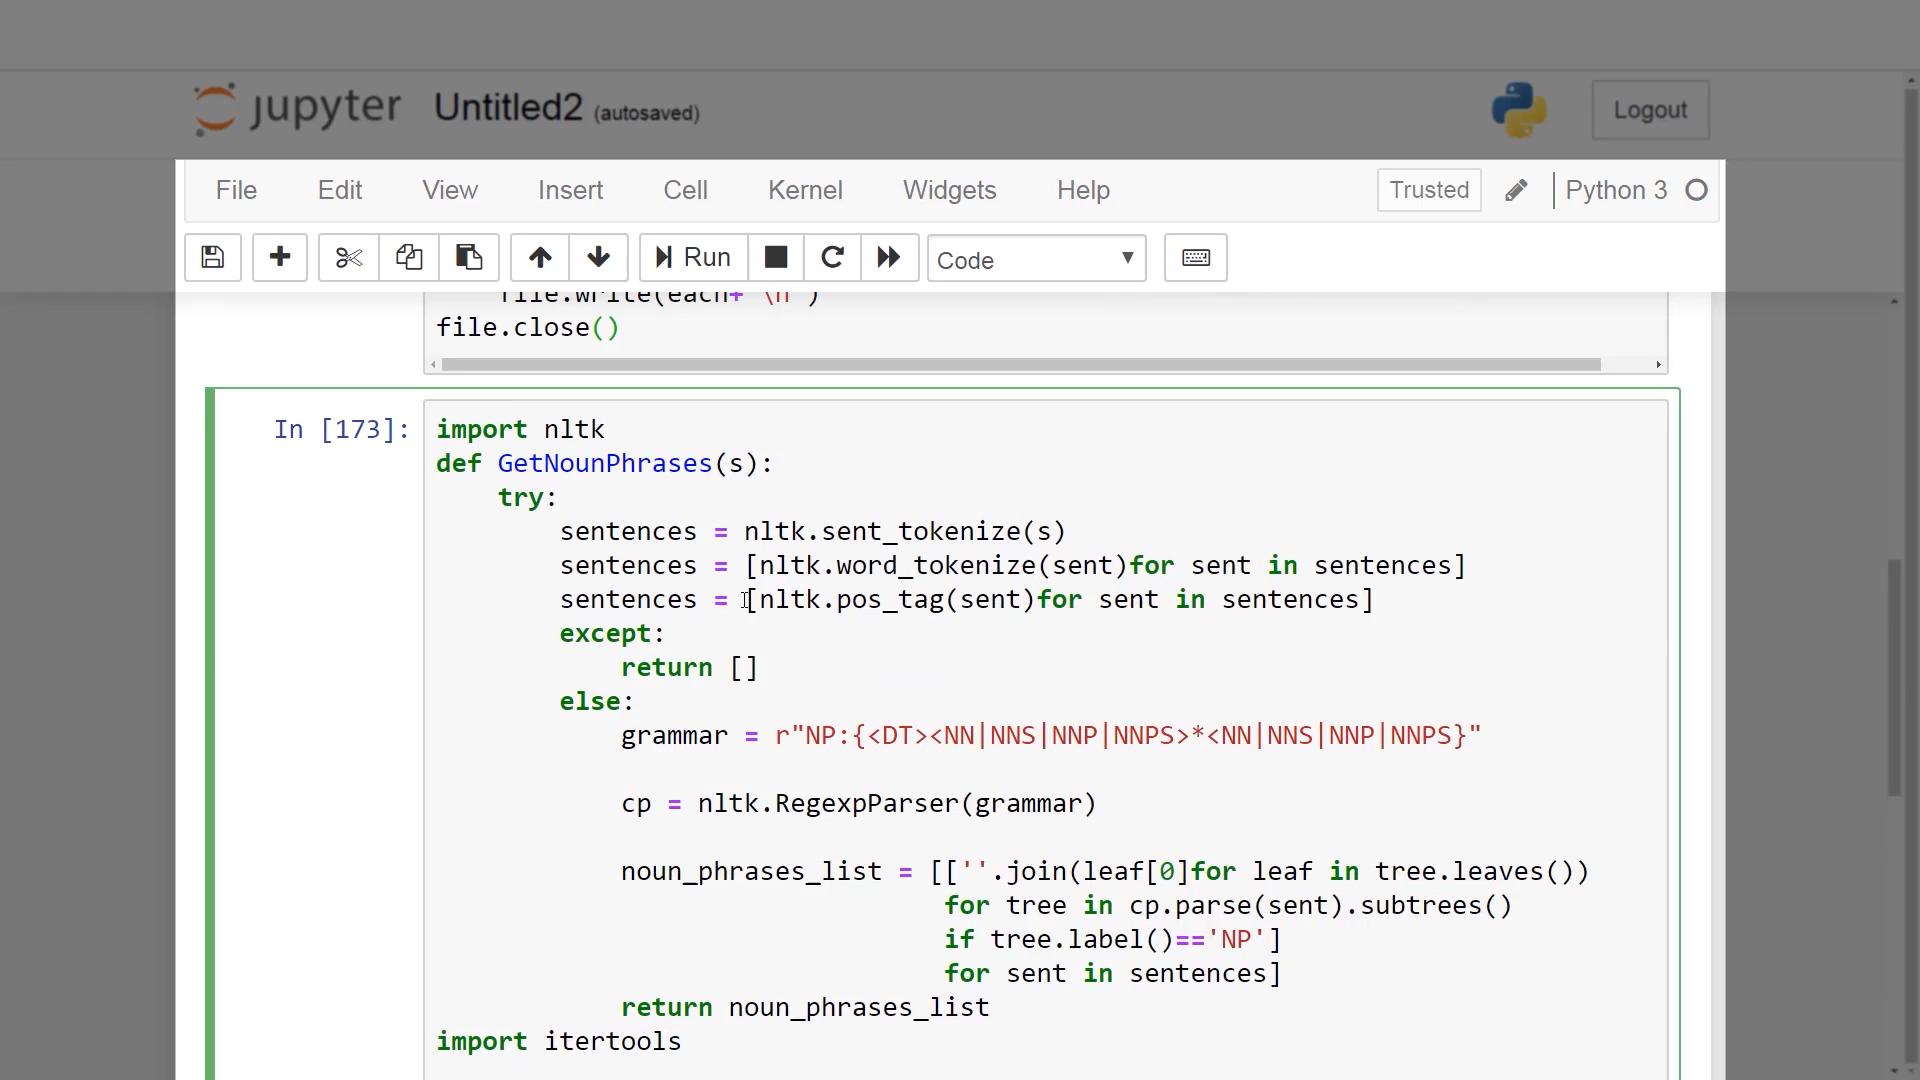 jupyter Untitled2 (autosaved) Logout
File Edit View Insert Cell Kernel Widgets Help Trusted Python 3
Run Code
file.write(each+ '\n')
file.close()
In [173]: import nltk
def GetNounPhrases(s):
try:
sentences = nltk.sent_tokenize(s)
sentences = [nltk.word_tokenize(sent)for sent in sentences]
sentences = [nltk.pos_tag(sent)for sent in sentences]
except:
return []
else:
grammar = r"NP:{<DT><NN|NNS|NNP|NNPS>*<NN|NNS|NNP|NNPS}"
cp = nltk.RegexpParser(grammar)
noun_phrases_list = [[''.join(leaf[0]for leaf in tree.leaves())
for tree in cp.parse(sent).subtrees()
if tree.label()=='NP']
for sent in sentences]
return noun_phrases_list
import itertools